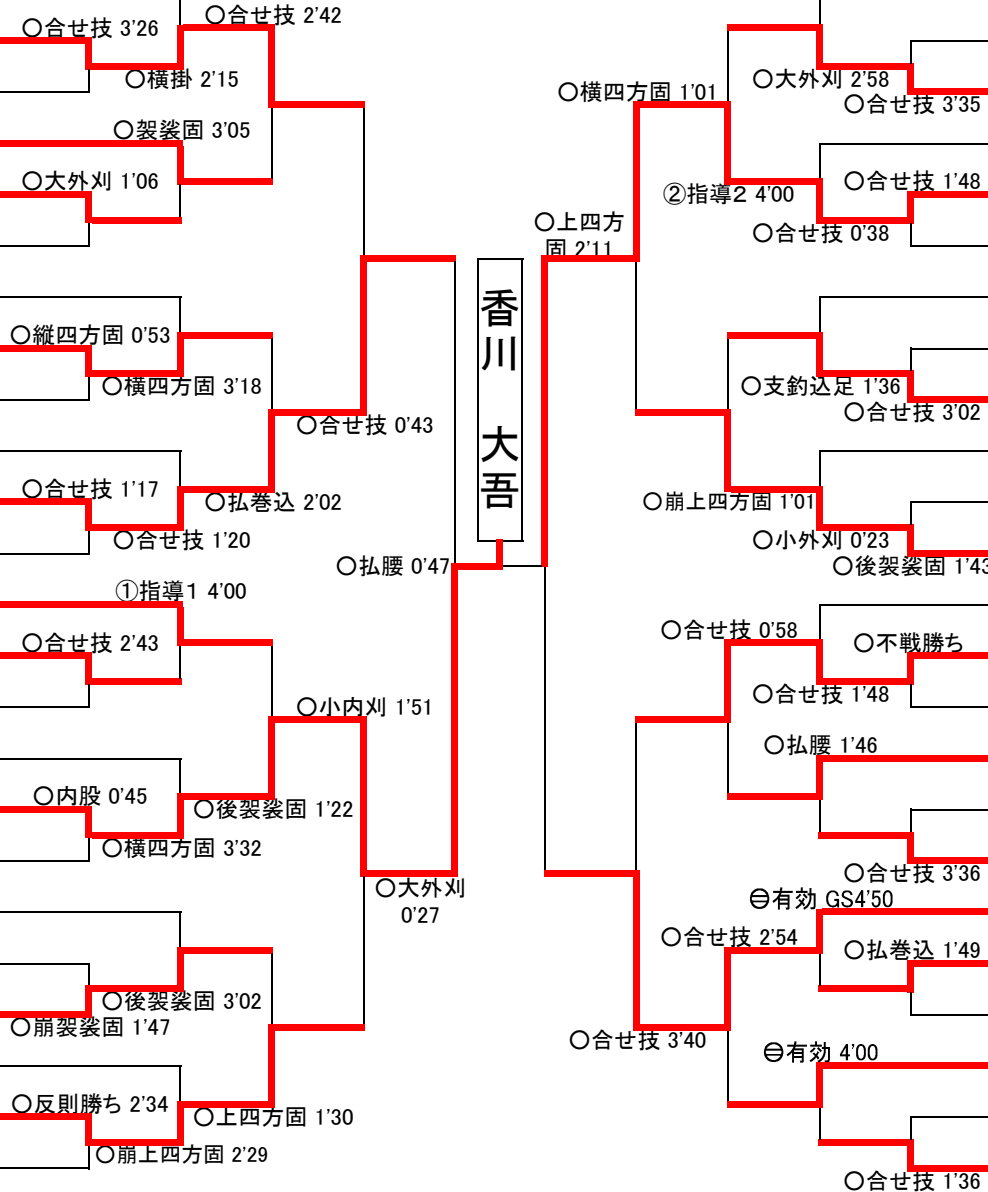 ○合せ技 3'26
○合せ技 2'42
○横掛 2'15
○袈裟固 3'05
○大外刈 1'06
○縦四方固 0'53
○横四方固 3'18
○合せ技 0'43
○合せ技 1'17
○払巻込 2'02
○合せ技 1'20
○払腰 0'47
①指導1 4'00
○合せ技 2'43
○小内刈 1'51
○内股 0'45
○後袈裟固 1'22
○横四方固 3'32
○大外刈
0'27
○後袈裟固 3'02
○崩袈裟固 1'47
○反則勝ち 2'34
○上四方固 1'30
○崩上四方固 2'29
香川 大吾
○大外刈 2'58
○横四方固 1'01
○合せ技 3'35
○合せ技 1'48
②指導2 4'00
○上四方
固 2'11
○合せ技 0'38
○支釣込足 1'36
○合せ技 3'02
○崩上四方固 1'01
○小外刈 0'23
○後袈裟固 1'43
○合せ技 0'58
○不戦勝ち
○合せ技 1'48
○払腰 1'46
○合せ技 3'36
㊀有効 GS4'50
○合せ技 2'54
○払巻込 1'49
○合せ技 3'40
㊀有効 4'00
○合せ技 1'36